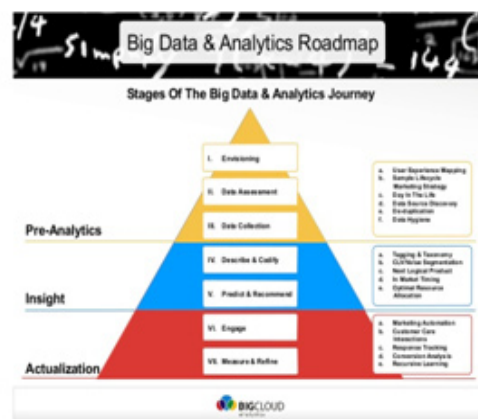 Big Data & Analytics Roadmap
Stages Of The Big Data & Analytics Journey
I. Envisioning
II. Data Assessment
III. Data Collection
Pre-Analytics
a. User Experience Mapping
b. Sample Lifecycle
Marketing Strategy
c. Day In The Life
d. Data Source Discovery
e. De-duplication
f. Data Hygiene
IV. Describe & Codify
V. Predict & Recommend
Insight
a. Tagging & Taxonomy
b. CLV/Value Segmentation
c. Next Logical Product
d. In Market Timing
e. Optimal Resource
Allocation
VI. Engage
VII. Measure & Refine
Actualization
a. Marketing Automation
b. Customer Care
Interactions
c. Response Tracking
d. Conversion Analysis
e. Recursive Learning
BIGCLOUD